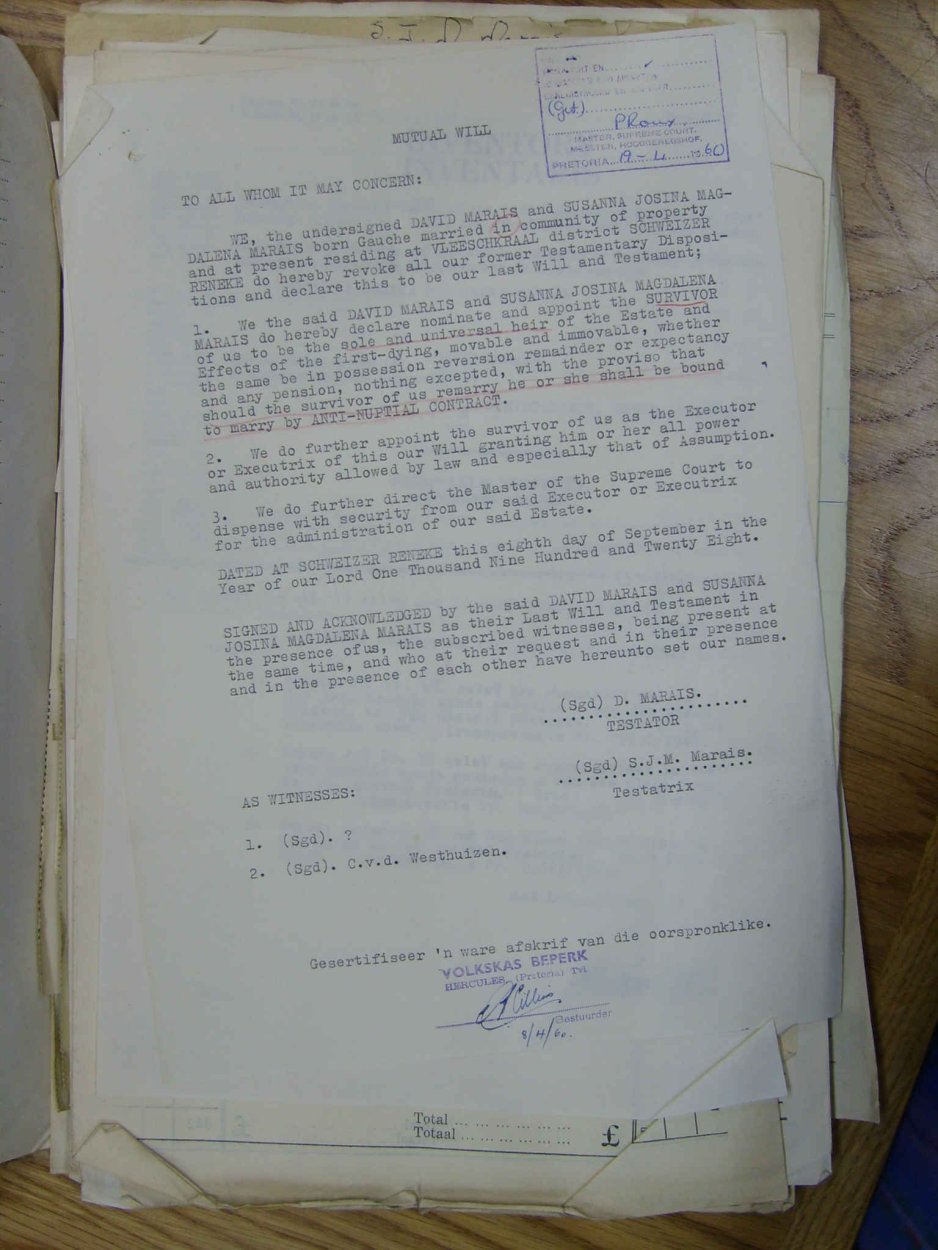 MUTUAL WILL
(Get)
P Roux
MASTER, SUPREME COURT,
MEESTER, HOOGGEREGSHOF,
PRETORIA 19-4 1960
TO ALL WHOM IT MAY CONCERN:
WE, the undersigned DAVID MARAIS and SUSANNA JOSINA MAG-
DALENA MARAIS born Gauche married in community of property
and at present residing at VLEESCHKRAAL district SCHWEIZER
RENEKE do hereby revoke all our former Testamentary Disposi-
tions and declare this to be our last Will and Testament;
1. We the said DAVID MARAIS and SUSANNA JOSINA MAGDALENA
MARAIS do hereby declare nominate and appoint the SURVIVOR
of us to be the sole and universal heir of the Estate and
Effects of the first-dying, movable and immovable, whether
the same be in possession reversion remainder or expectancy
and any pension, nothing excepted, with the proviso that
should the survivor of us remarry he or she shall be bound
to marry by ANTI-NUPTIAL CONTRACT.
2. We do further appoint the survivor of us as the Executor
or Executrix of this our Will granting him or her all power
and authority allowed by law and especially that of Assumption.
3. We do further direct the Master of the Supreme Court to
dispense with security from our said Executor or Executrix
for the administration of our said Estate.
DATED AT SCHWEIZER RENEKE this eighth day of September in the
Year of our Lord One Thousand Nine Hundred and Twenty Eight.
SIGNED AND ACKNOWLEDGED by the said DAVID MARAIS and SUSANNA
JOSINA MAGDALENA MARAIS as their Last Will and Testament in
the presence ofus, the subscribed witnesses, being present at
the same time, and who at their request and in their presence
and in the presence of each other have hereunto set our names.
(Sgd) D. MARAIS.
TESTATOR
(Sgd) S.J.M. Marais.
Testatrix
AS WITNESSES:
1. (Sgd). ?
2. (Sgd). C.v.d. Westhuizen.
Gesertifiseer 'n ware afskrif van die oorspronklike.
VOLKSKAS BEPERK
HERCULES, (Pretoria) Tvl
Bestuurder
8/4/60.
Total ... ... ... ... ... ...
Totaal ... ... ... ... ... ... £